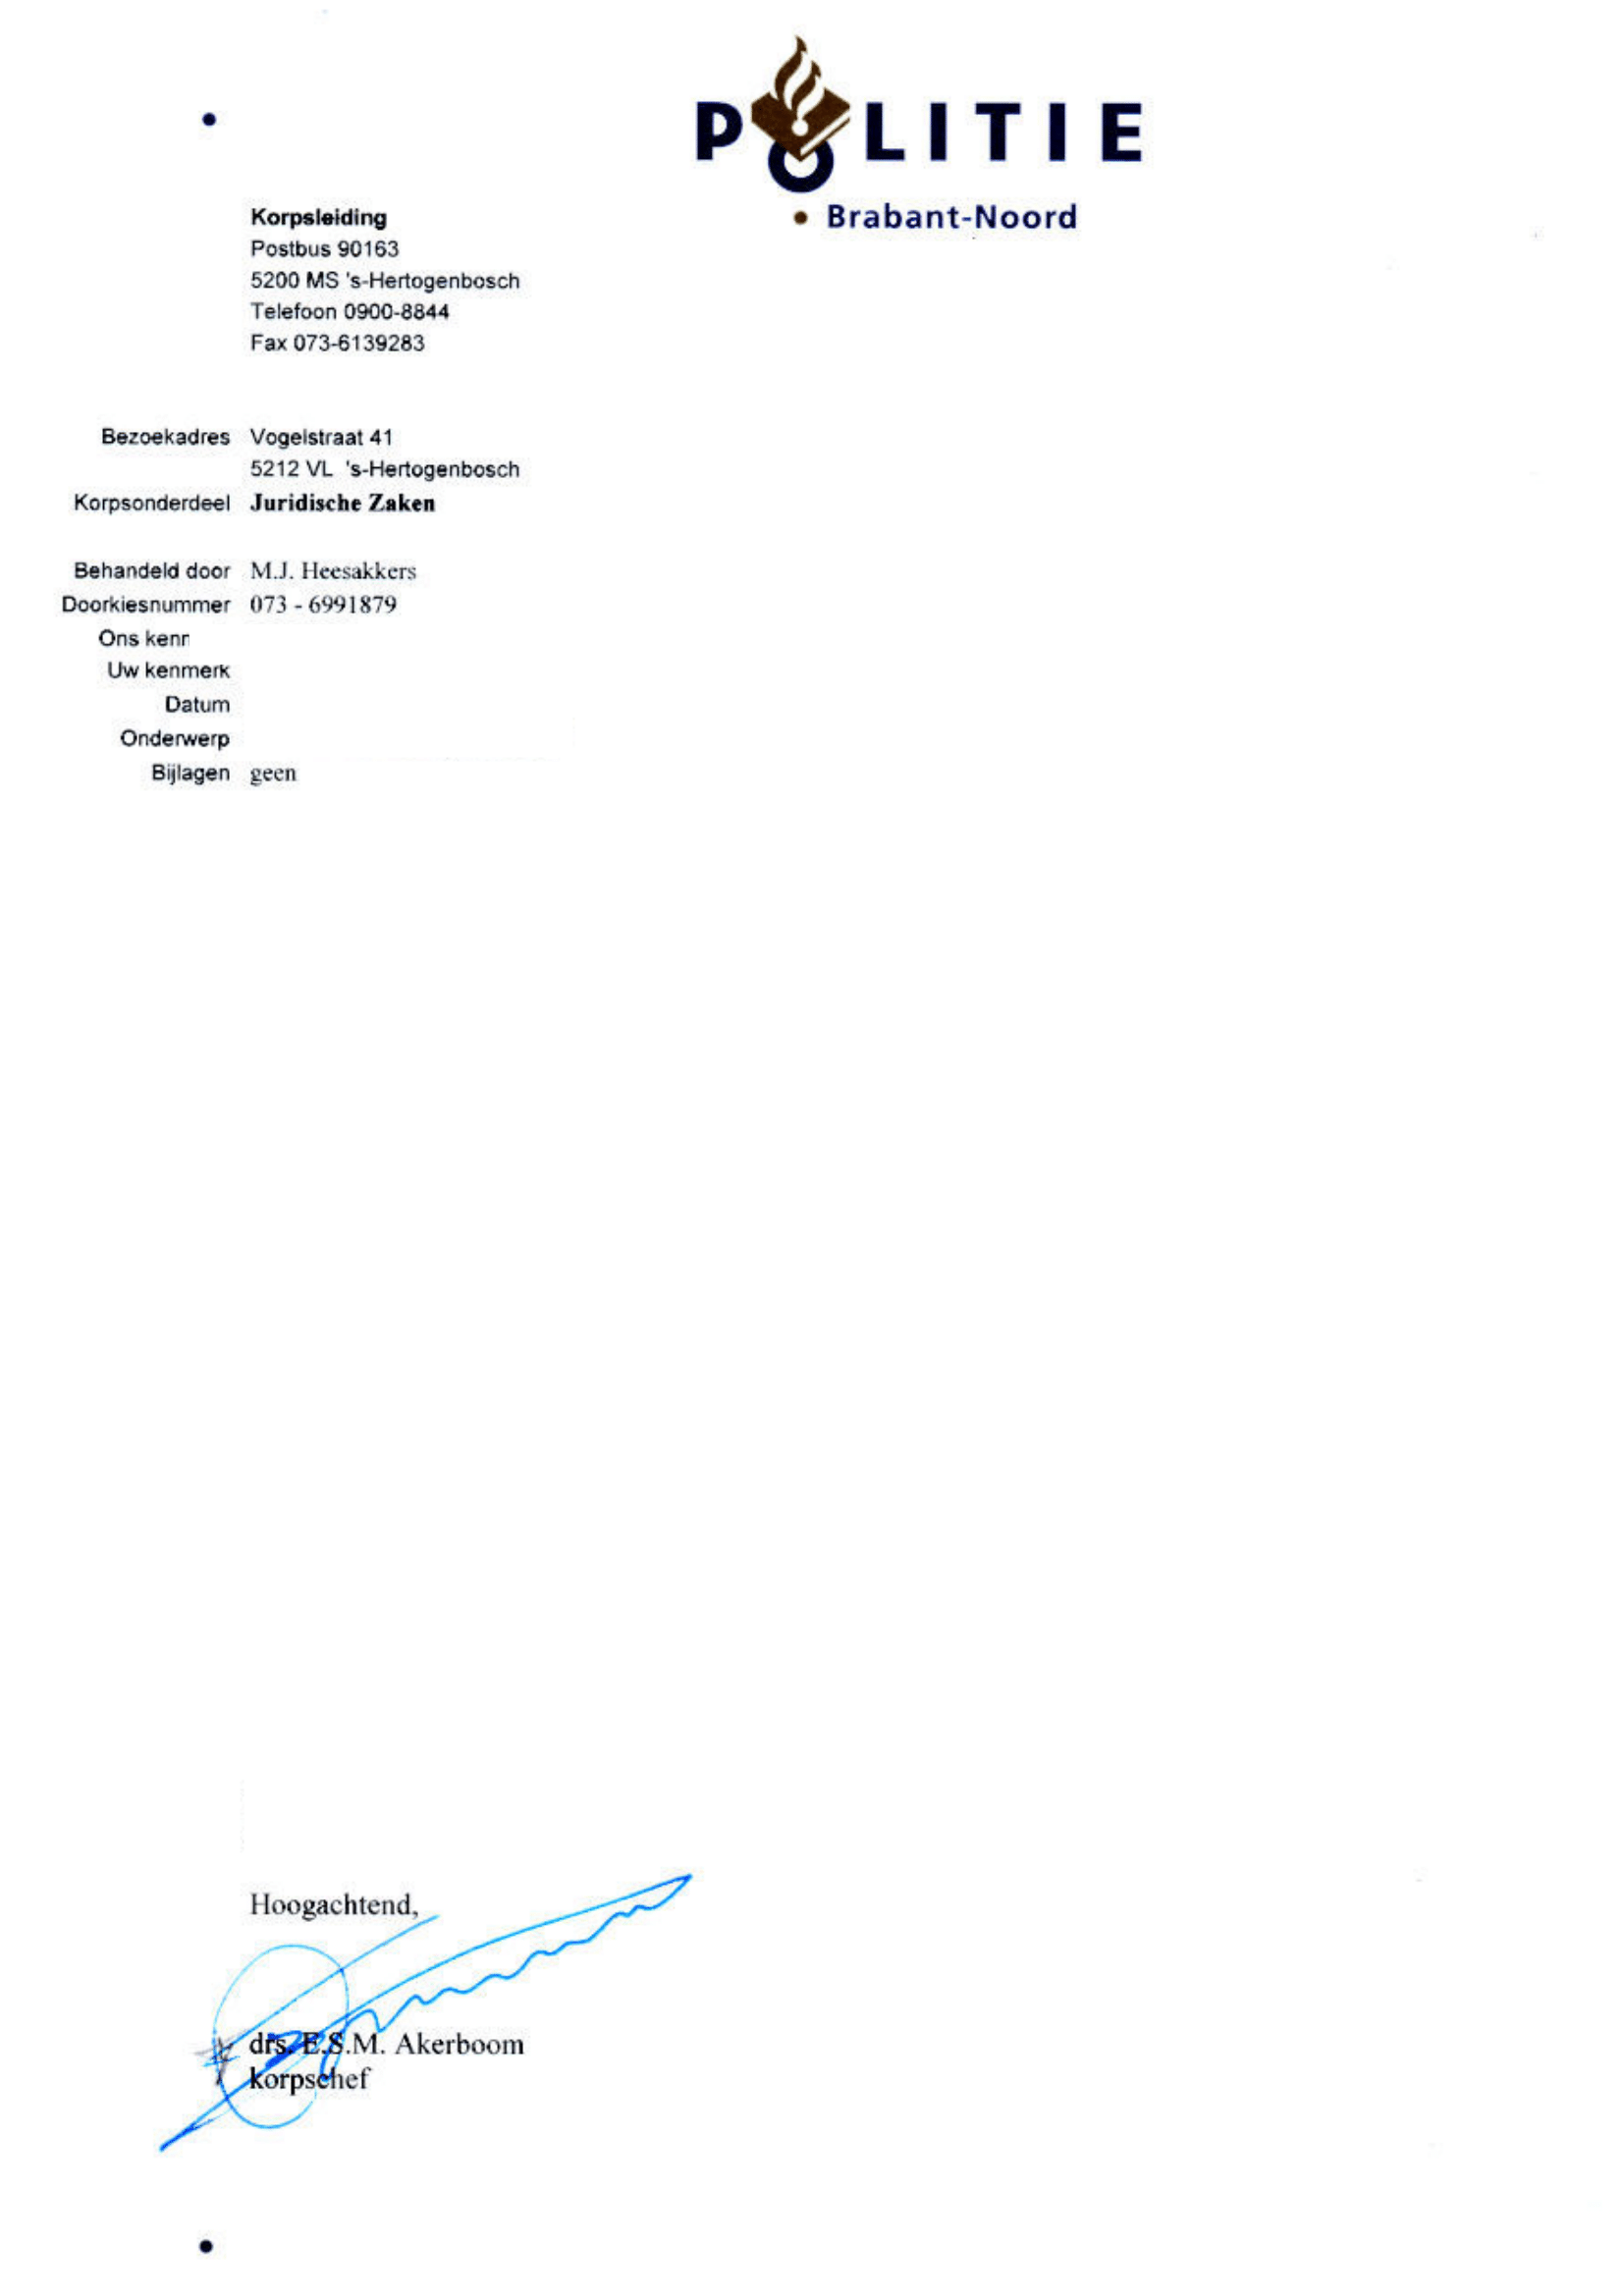 POLITIE
• Brabant-Noord
Korpsleiding
Postbus 90163
5200 MS 's-Hertogenbosch
Telefoon 0900-8844
Fax 073-6139283
Bezoekadres Vogelstraat 41
5212 VL 's-Hertogenbosch
Korpsonderdeel Juridische Zaken
Behandeld door M.J. Heesakkers
Doorkiesnummer 073 - 6991879
Ons kenr
Uw kenmerk
Datum
Onderwerp
Bijlagen geen
Hoogachtend,
drs. E.S.M. Akerboom
korpschef